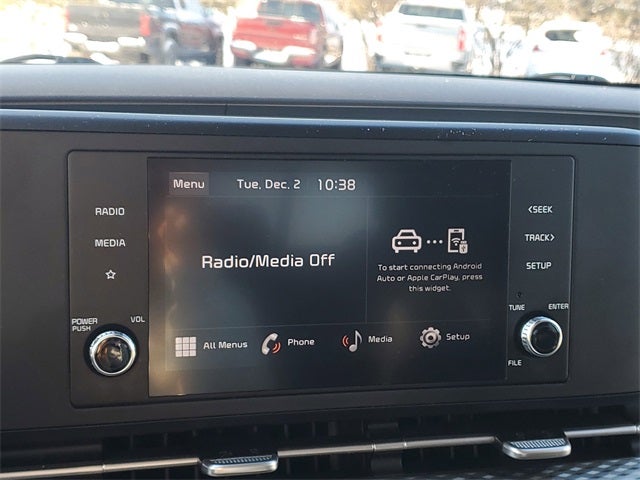 Menu Tue, Dec. 2 10:38
RADIO
MEDIA
☆
POWER
PUSH
VOL
Radio/Media Off
To start connecting Android
Auto or Apple CarPlay, press
this widget.
All Menus Phone Media Setup
<SEEK
TRACK>
SETUP
TUNE
ENTER
FILE